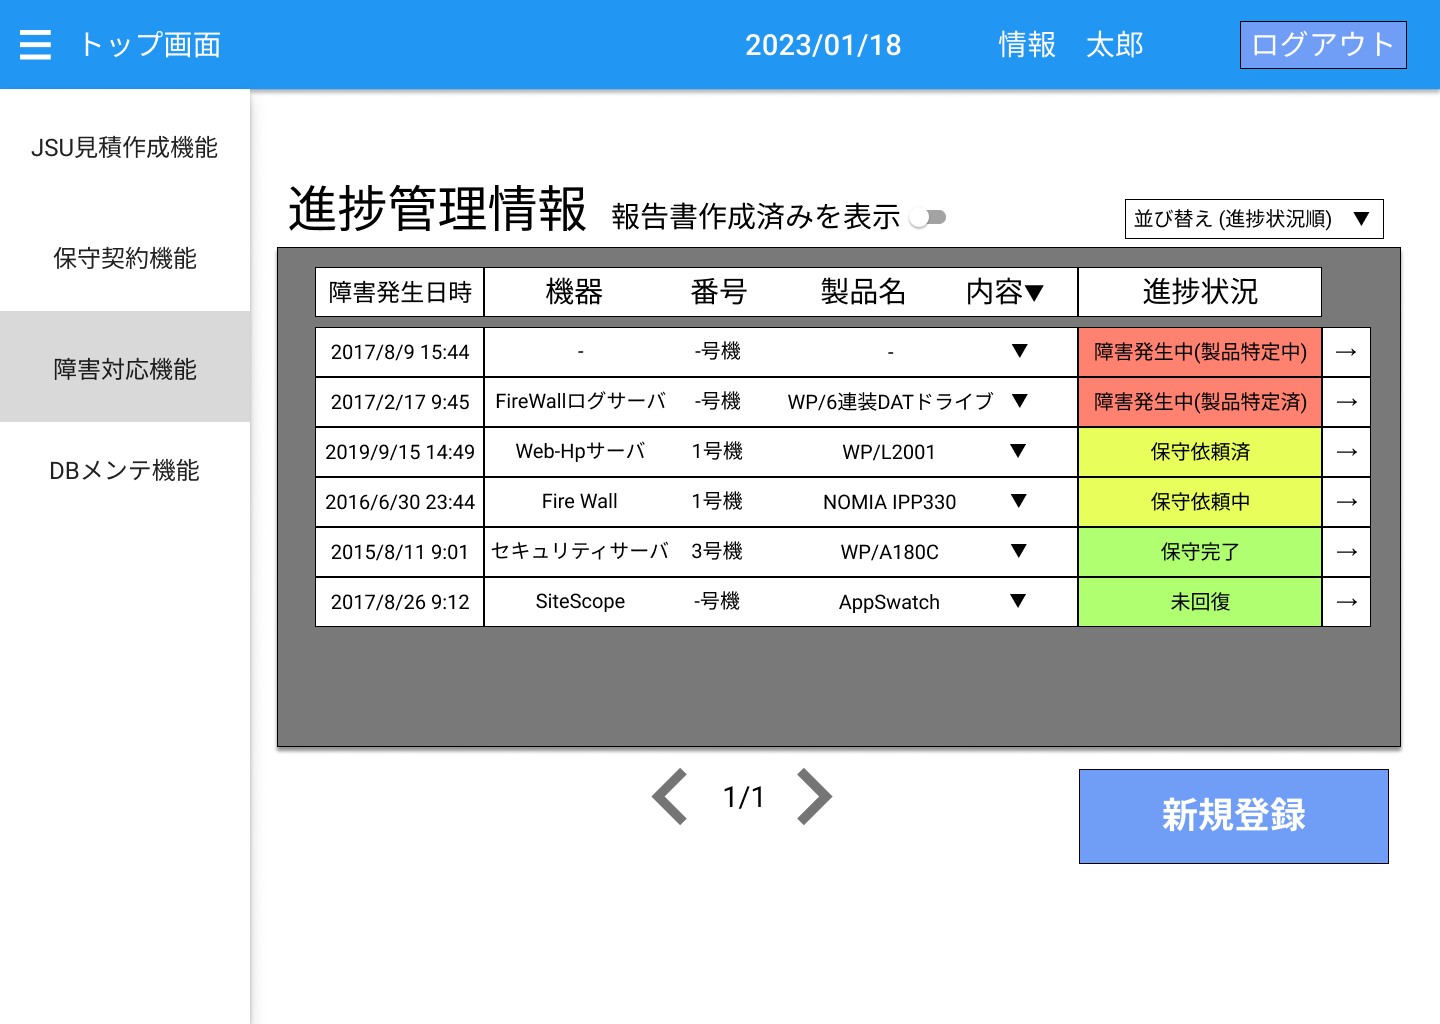 トップ画面 2023/01/18 情報 太郎 ログアウト
JSU見積作成機能
保守契約機能
障害対応機能
DBメンテ機能
進捗管理情報 報告書作成済みを表示 並び替え (進捗状況順) ▼
障害発生日時 機器 番号 製品名 内容▼ 進捗状況
2017/8/9 15:44 - -号機 - ▼ 障害発生中(製品特定中) →
2017/2/17 9:45 FireWallログサーバ -号機 WP/6連装DATドライブ ▼ 障害発生中(製品特定済) →
2019/9/15 14:49 Web-Hpサーバ 1号機 WP/L2001 ▼ 保守依頼済 →
2016/6/30 23:44 Fire Wall 1号機 NOMIA IPP330 ▼ 保守依頼中 →
2015/8/11 9:01 セキュリティサーバ 3号機 WP/A180C ▼ 保守完了 →
2017/8/26 9:12 SiteScope -号機 AppSwatch ▼ 未回復 →
1/1
新規登録